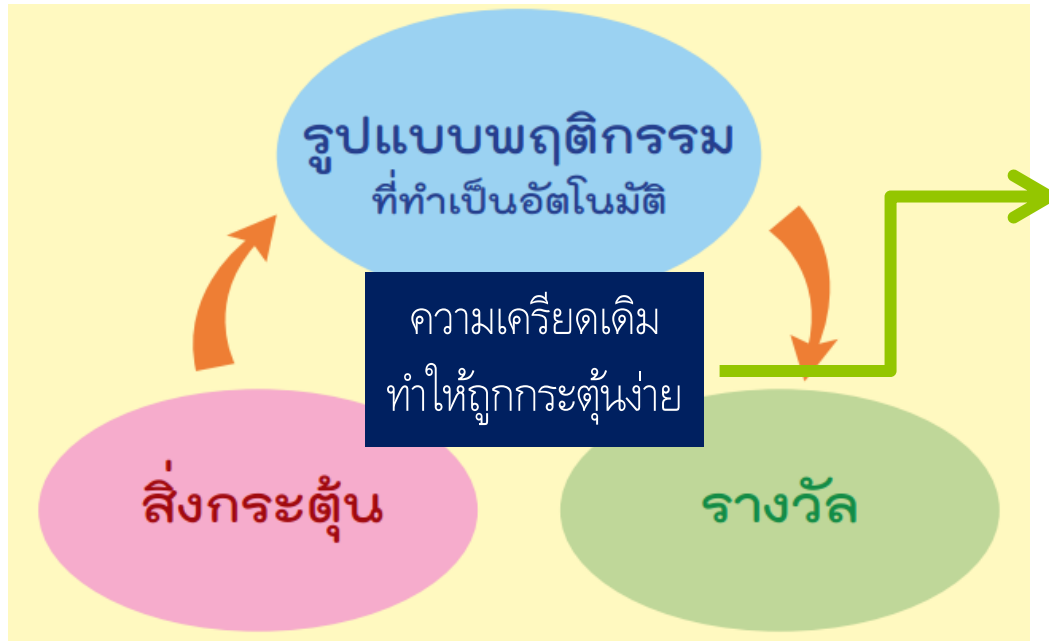 รูปแบบพฤติกรรม
ที่ทำเป็นอัตโนมัติ
ความเครียดเดิม
ทำให้ถูกกระตุ้นง่าย
สิ่งกระตุ้น
รางวัล